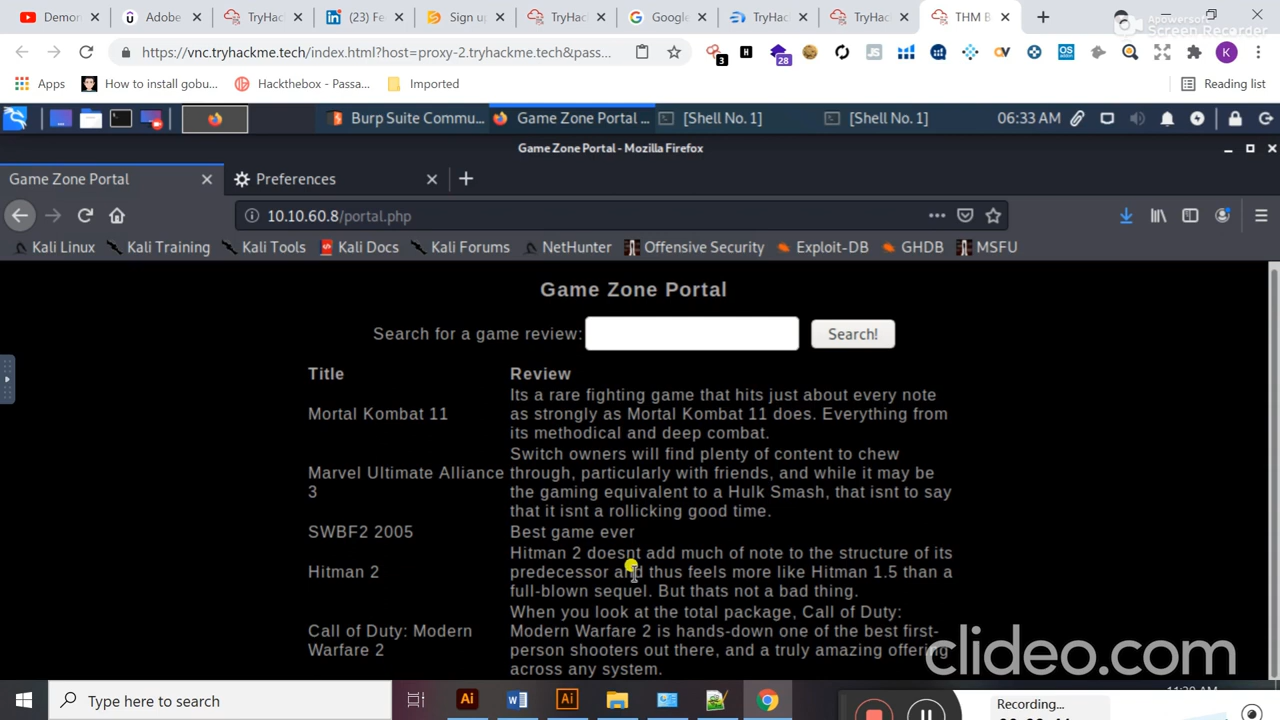 Demor Adobe TryHac (23) Fe Sign up TryHac Google TryHac TryHac THM B
Apowersoft
Screen Recorder
https://vnc.tryhackme.tech/index.html?host=proxy-2.tryhackme.tech&pass...
3 H 28 JS CW OS K
Apps How to install gobu... Hackthebox - Passa... Imported Reading list
Burp Suite Commu... Game Zone Portal ... [Shell No. 1] [Shell No. 1] 06:33 AM
Game Zone Portal - Mozilla Firefox
Game Zone Portal Preferences
10.10.60.8/portal.php
Kali Linux Kali Training Kali Tools Kali Docs Kali Forums NetHunter Offensive Security Exploit-DB GHDB MSFU
Game Zone Portal
Search for a game review: Search!
Title Review
Mortal Kombat 11
Its a rare fighting game that hits just about every note
as strongly as Mortal Kombat 11 does. Everything from
its methodical and deep combat.
Marvel Ultimate Alliance
3
Switch owners will find plenty of content to chew
through, particularly with friends, and while it may be
the gaming equivalent to a Hulk Smash, that isnt to say
that it isnt a rollicking good time.
SWBF2 2005 Best game ever
Hitman 2
Hitman 2 doesnt add much of note to the structure of its
predecessor and thus feels more like Hitman 1.5 than a
full-blown sequel. But thats not a bad thing.
Call of Duty: Modern
Warfare 2
When you look at the total package, Call of Duty:
Modern Warfare 2 is hands-down one of the best first-
person shooters out there, and a truly amazing offering
across any system.
clideo.com
Type here to search Ai W Ai
Recording...